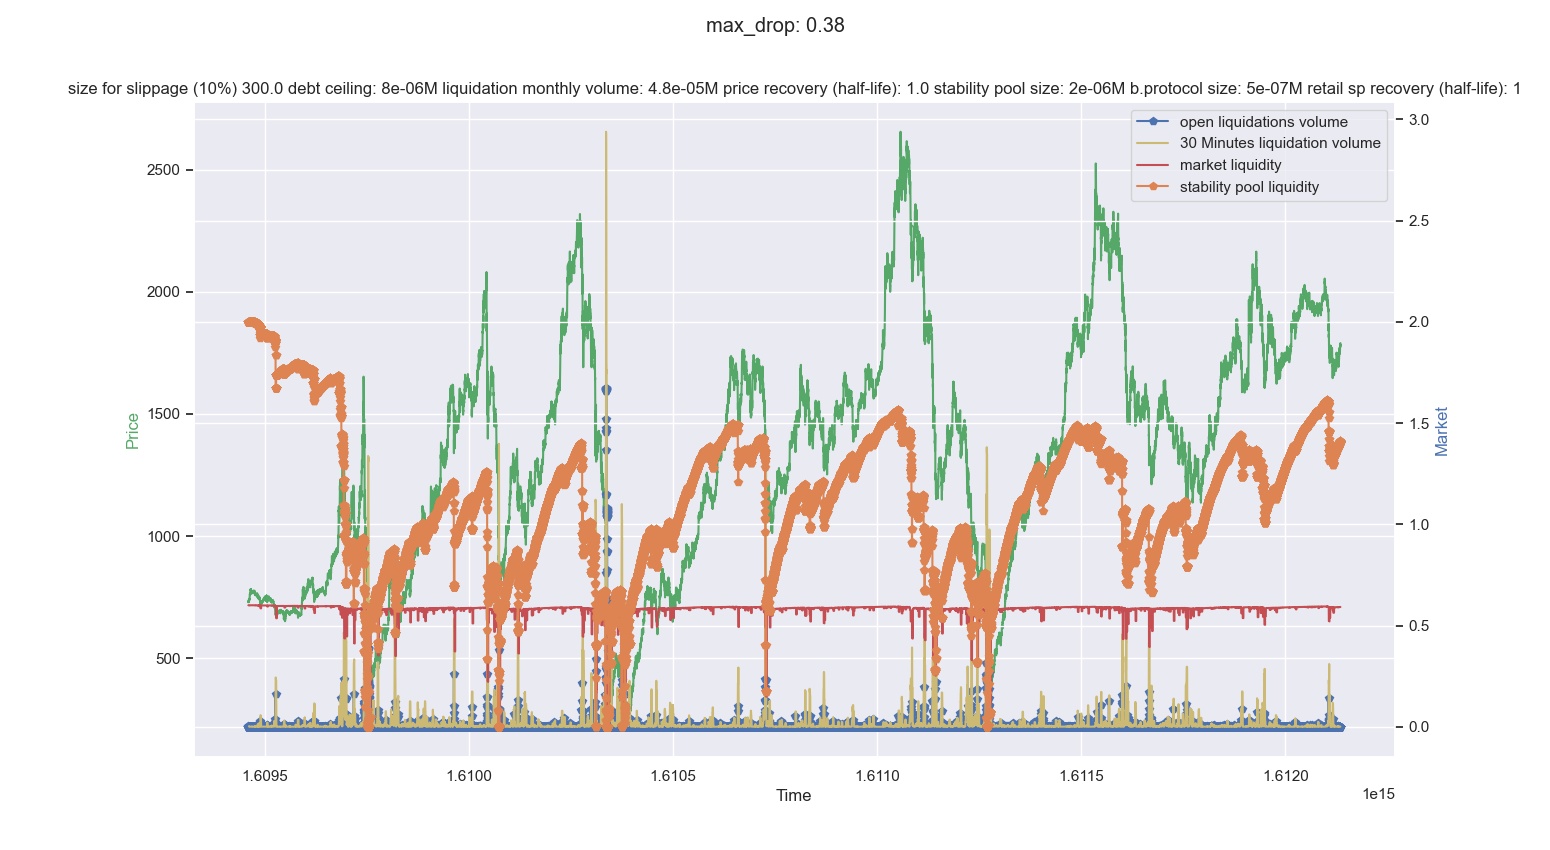 max_drop: 0.38
size for slippage (10%) 300.0 debt ceiling: 8e-06M liquidation monthly volume: 4.8e-05M price recovery (half-life): 1.0 stability pool size: 2e-06M b.protocol size: 5e-07M retail sp recovery (half-life): 1
open liquidations volume
30 Minutes liquidation volume
market liquidity
stability pool liquidity
2500
2000
1500
1000
500
Price
3.0
2.5
2.0
1.5
1.0
0.5
0.0
Market
1.6095 1.6100 1.6105 1.6110 1.6115 1.6120
1e15
Time